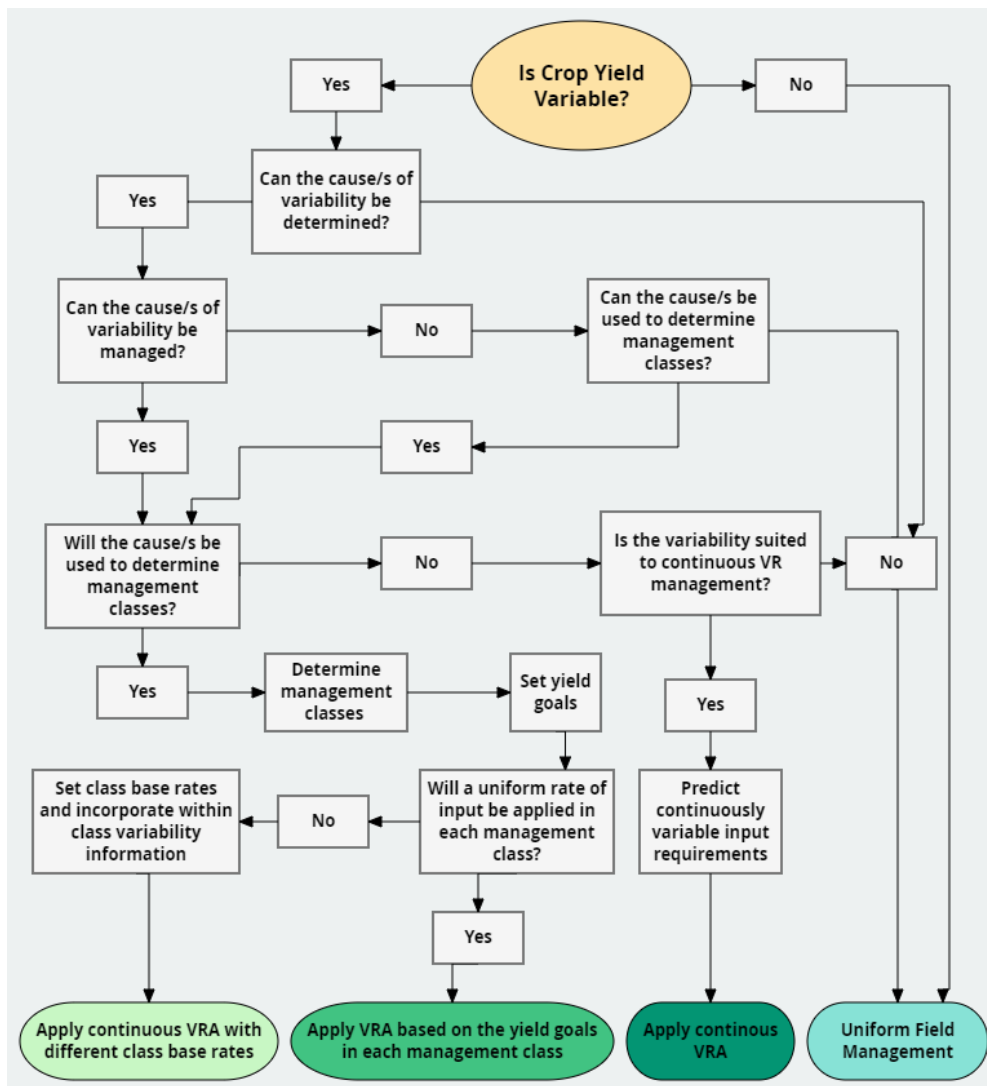 Is Crop Yield
Variable?
Yes
No
Can the cause/s of
variability be
determined?
Yes
Can the cause/s of
variability be
managed?
No
Can the cause/s be
used to determine
management
classes?
Yes
Yes
Will the cause/s be
used to determine
management
classes?
No
Is the variability suited
to continuous VR
management?
No
Yes
Determine
management
classes
Set yield
goals
Yes
Set class base rates
and incorporate within
class variability
information
No
Will a uniform rate of
input be applied in
each management
class?
Predict
continuously
variable input
requirements
Yes
Apply continuous VRA with
different class base rates
Apply VRA based on the yield goals
in each management class
Apply continous
VRA
Uniform Field
Management